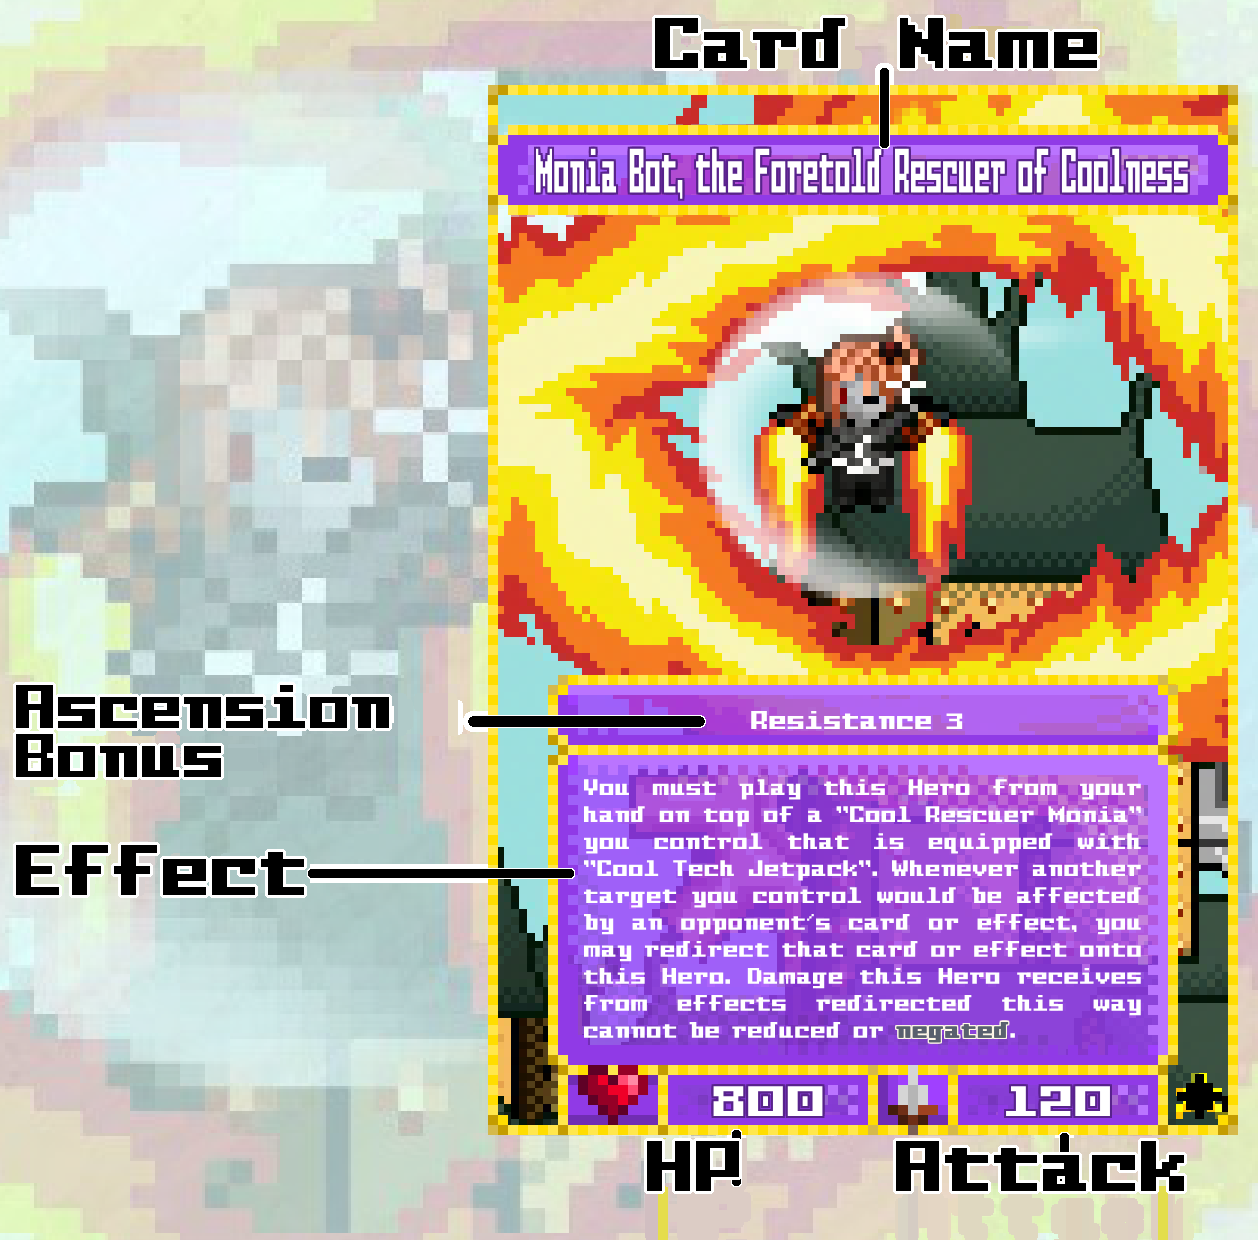 Card Name
Monia Bot, the Foretold Rescuer of Coolness
Ascension
Bonus
Resistance 3
Effect
You must play this Hero from your
hand on top of a "Cool Rescuer Monia"
you control that is equipped with
"Cool Tech Jetpack". Whenever another
target you control would be affected
by an opponent's card or effect, you
may redirect that card or effect onto
this Hero. Damage this Hero receives
from effects redirected this way
cannot be reduced or negated.
800
120
HP
Attack